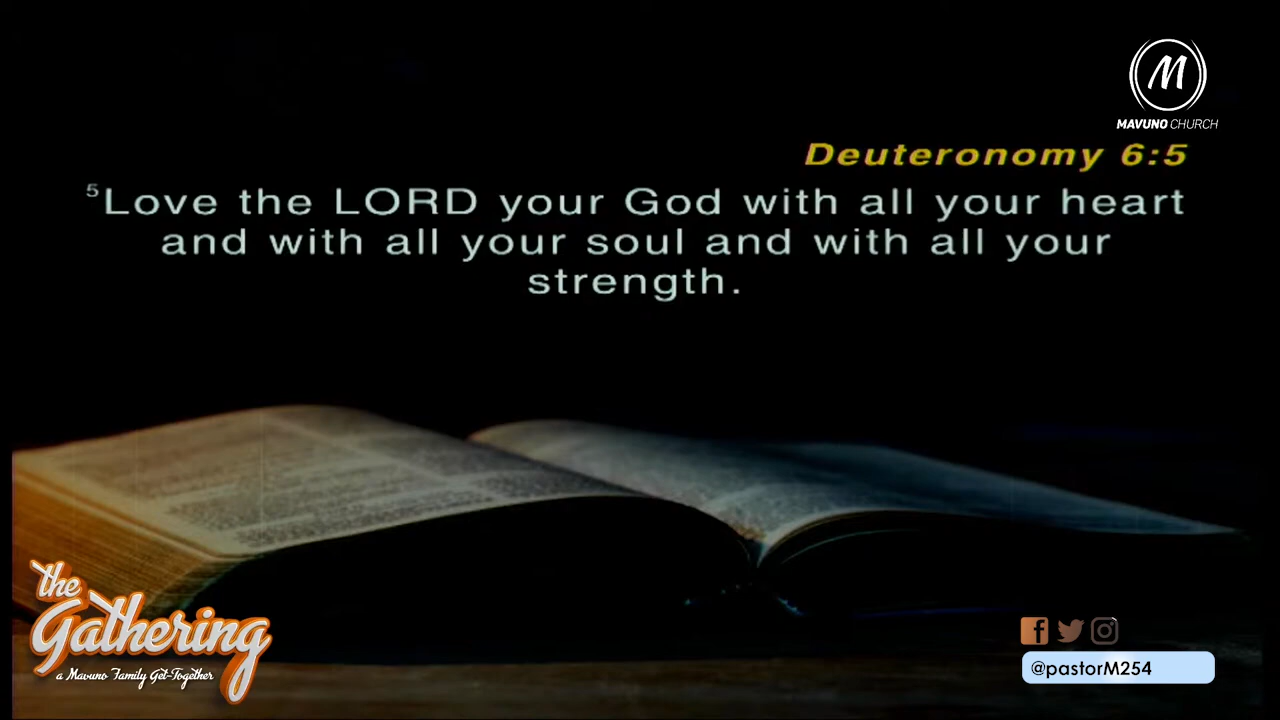 M
MAVUNO CHURCH
Deuteronomy 6:5
5Love the LORD your God with all your heart
and with all your soul and with all your
strength.
the
Gathering
a Mavuno Family Get-Together
@pastorM254